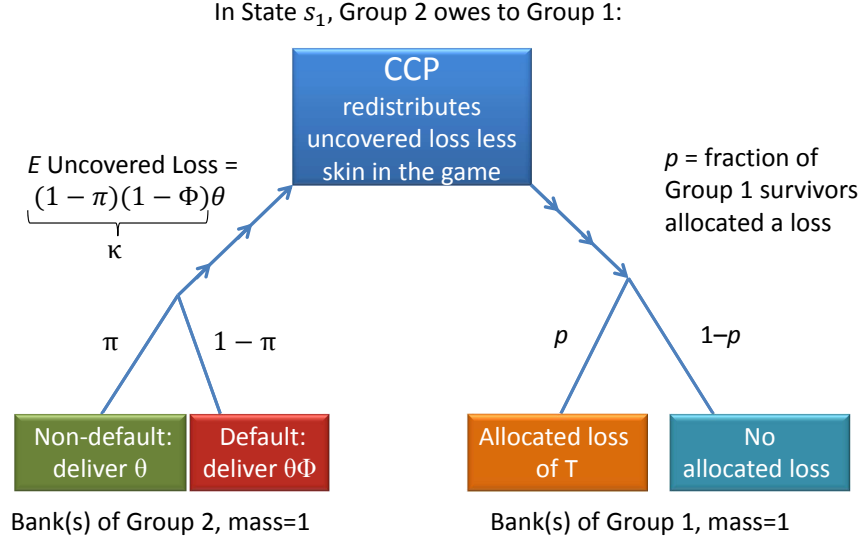 In State s₁, Group 2 owes to Group 1:
CCP
redistributes
uncovered loss less
skin in the game
E Uncovered Loss =
(1 − π)(1 − Φ)θ
κ
p = fraction of
Group 1 survivors
allocated a loss
π
1 − π
p
1–p
Non-default:
deliver θ
Default:
deliver θΦ
Allocated loss
of T
No
allocated loss
Bank(s) of Group 2, mass=1
Bank(s) of Group 1, mass=1